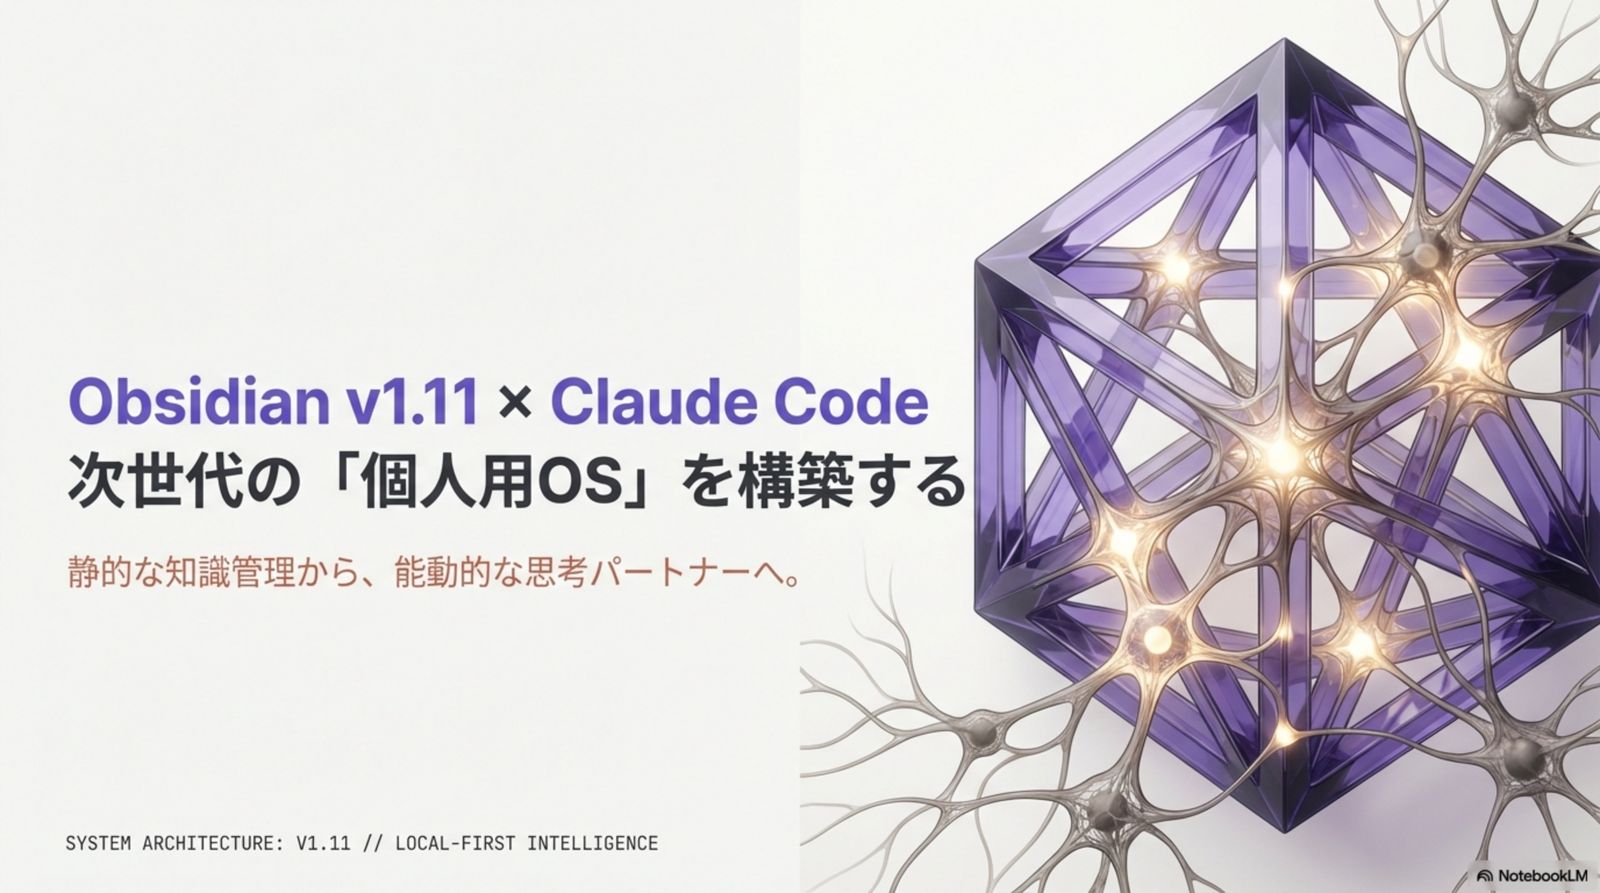 Obsidian v1.11 × Claude Code
次世代の「個人用OS」を構築する
静的な知識管理から、能動的な思考パートナーへ。
SYSTEM ARCHITECTURE: V1.11 // LOCAL-FIRST INTELLIGENCE
NotebookLM